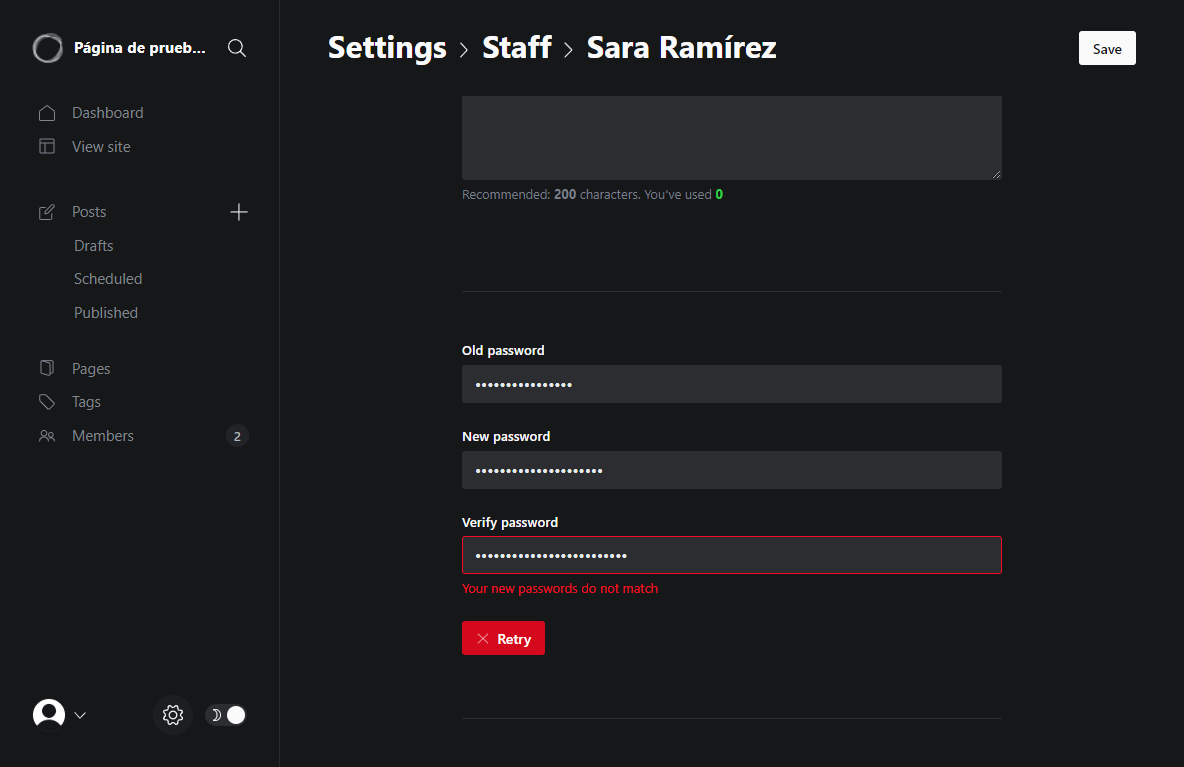 Página de prueb...
Settings > Staff > Sara Ramírez
Save
Dashboard
View site
Posts
Drafts
Scheduled
Published
Pages
Tags
Members
2
Recommended: 200 characters. You've used 0
Old password
••••••••••••••••
New password
•••••••••••••••••••••
Verify password
•••••••••••••••••••••••••
Your new passwords do not match
Retry